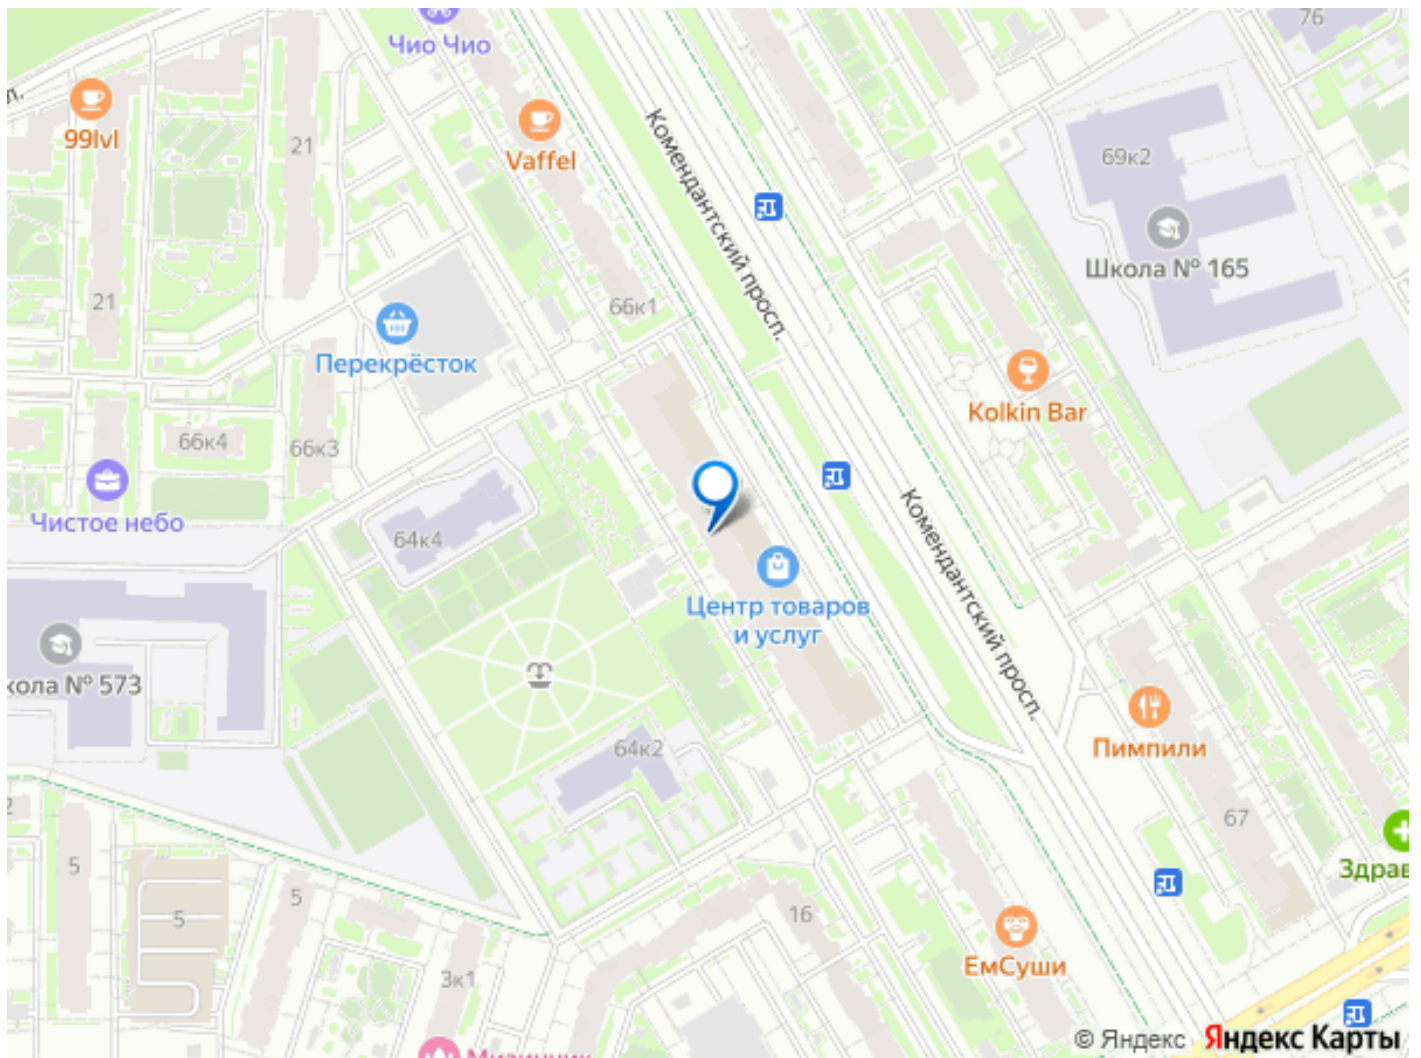 Чио Чио
76
п.
99lvl
21
Vaffel
Комендантский просп.
69к2
Школа № 165
21
66к1
Перекрёсток
Kolkin Bar
66к4
66к3
Чистое небо
64к4
Комендантский просп.
Центр товаров
и услуг
кола № 573
64к2
Пимпили
2
67
5
5
Здрав
5
16
3к1
ЕмСуши
Мизинчик
© Яндекс Яндекс Карты